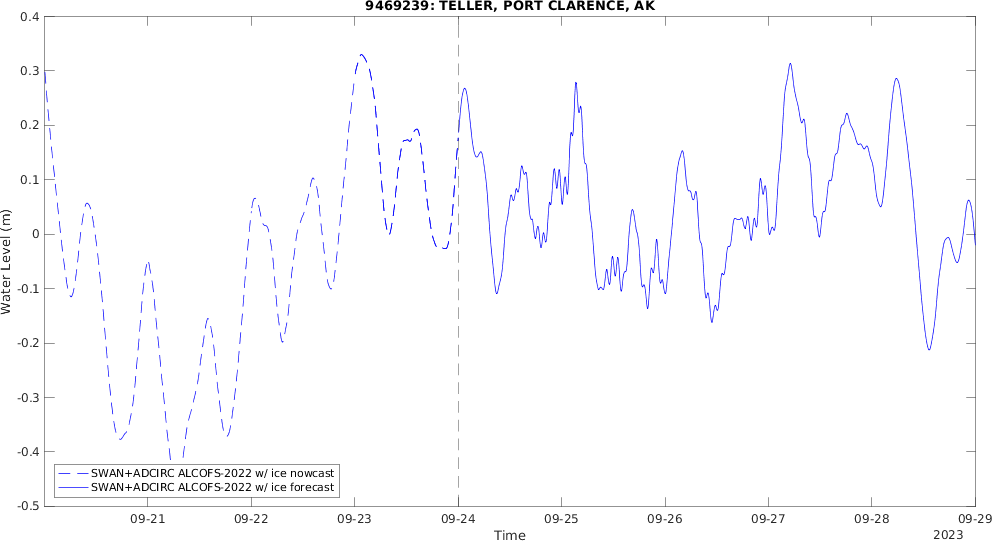 9469239: TELLER, PORT CLARENCE, AK
0.4
0.3
0.2
0.1
0
-0.1
-0.2
-0.3
-0.4
-0.5
Water Level (m)
SWAN+ADCIRC ALCOFS-2022 w/ ice nowcast
SWAN+ADCIRC ALCOFS-2022 w/ ice forecast
09-21 09-22 09-23 09-24 09-25 09-26 09-27 09-28 09-29
Time
2023